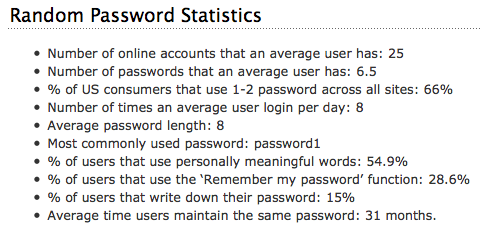 Random Password Statistics
• Number of online accounts that an average user has: 25
• Number of passwords that an average user has: 6.5
• % of US consumers that use 1-2 password across all sites: 66%
• Number of times an average user login per day: 8
• Average password length: 8
• Most commonly used password: password1
• % of users that use personally meaningful words: 54.9%
• % of users that use the ‘Remember my password’ function: 28.6%
• % of users that write down their password: 15%
• Average time users maintain the same password: 31 months.